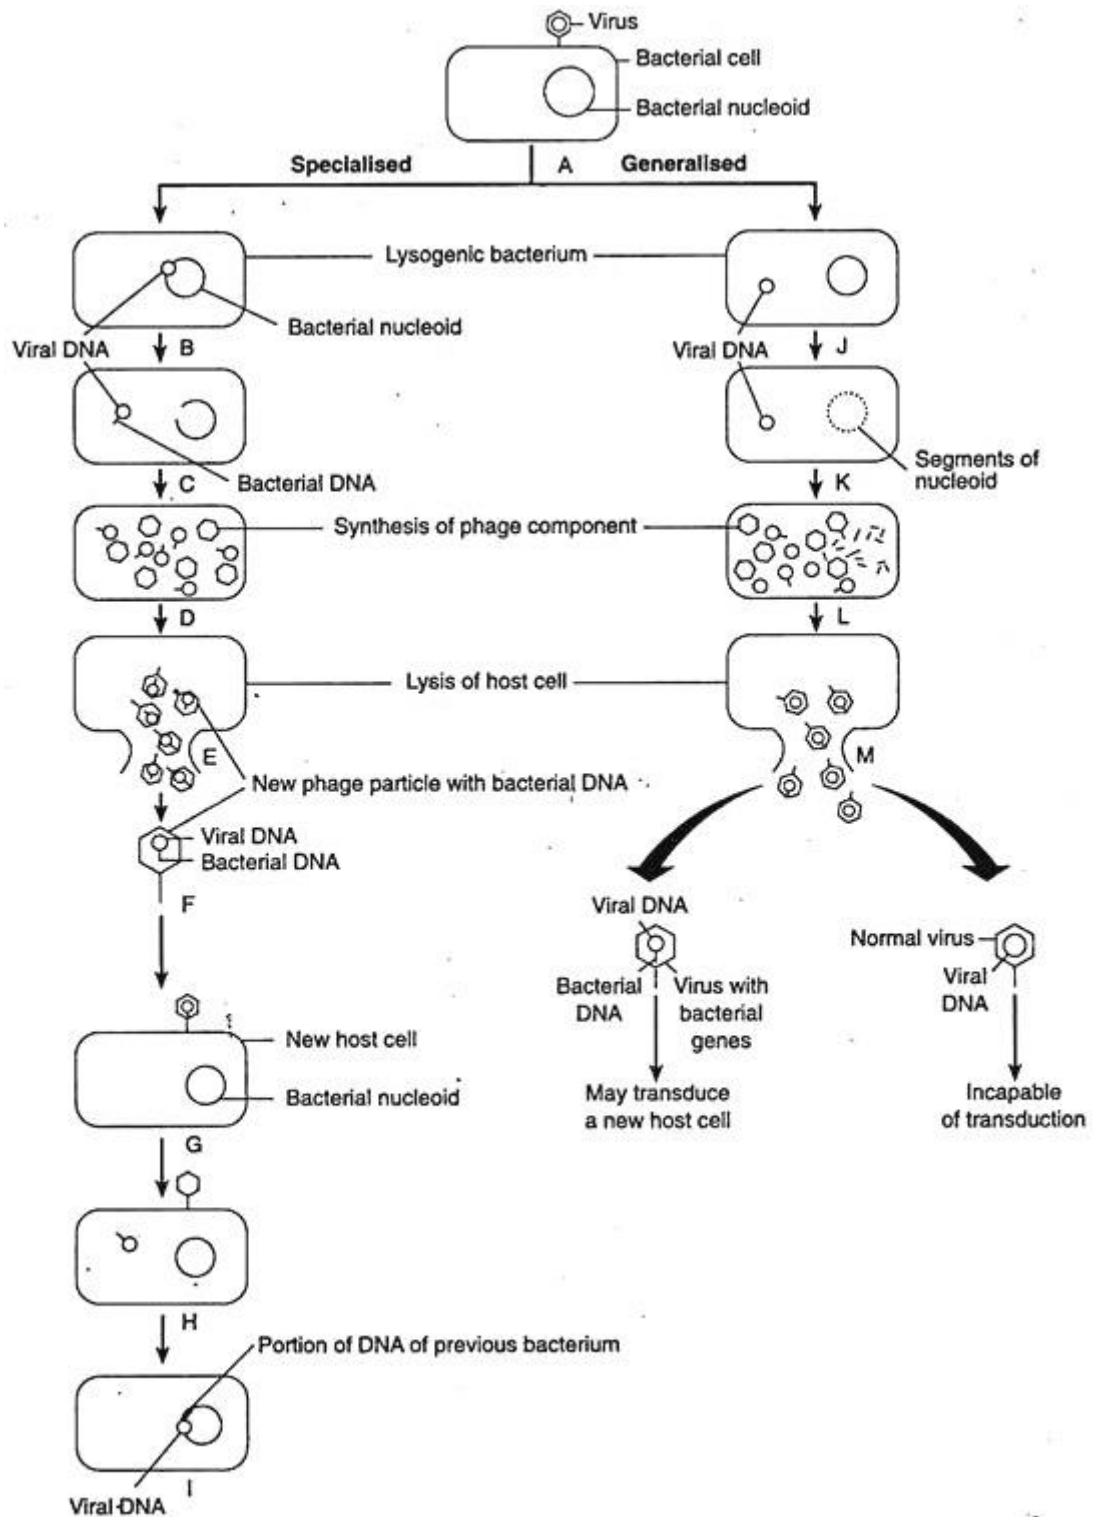 Virus
Bacterial cell
Bacterial nucleoid
Specialised
A
Generalised
Lysogenic bacterium
Bacterial nucleoid
Viral DNA
B
Viral DNA
J
Segments of
nucleoid
Bacterial DNA
C
K
Synthesis of phage component
D
L
Lysis of host cell
E
M
New phage particle with bacterial DNA
Viral DNA
Bacterial DNA
F
Viral DNA
Bacterial
DNA
Virus with
bacterial
genes
Normal virus
Viral
DNA
New host cell
Bacterial nucleoid
May transduce
a new host cell
Incapable
of transduction
G
H
Portion of DNA of previous bacterium
I
Viral-DNA